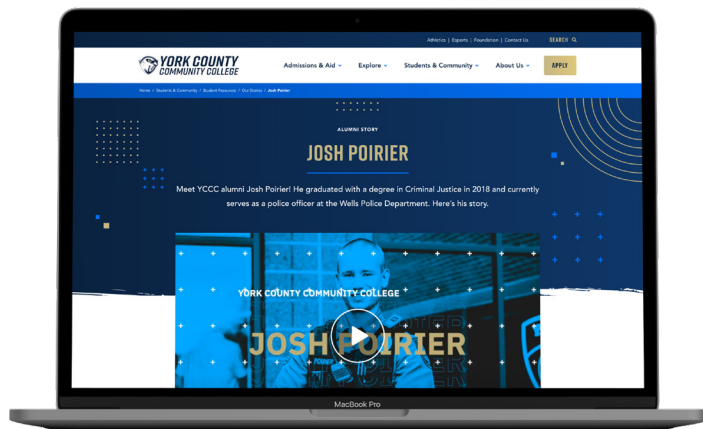 Athletics | Esports | Foundation | Contact Us SEARCH
YORK COUNTY
COMMUNITY COLLEGE
Admissions & Aid Explore Students & Community About Us APPLY
Home / Students & Community / Student Resources / Our Stories / Josh Poirier
ALUMNI STORY
JOSH POIRIER
Meet YCCC alumni Josh Poirier! He graduated with a degree in Criminal Justice in 2018 and currently
serves as a police officer at the Wells Police Department. Here's his story.
YORK COUNTY COMMUNITY COLLEGE
JOSH POIRIER
MacBook Pro